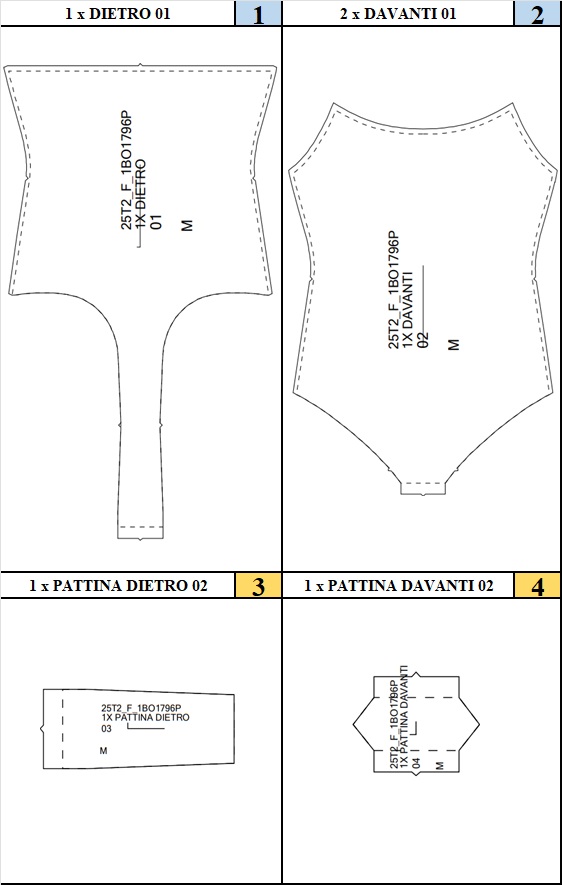 1 x DIETRO 01
1
2 x DAVANTI 01
2
25T2_F_1BO1796P
1X DIETRO
01
M
25T2_F_1BO1796P
1X DAVANTI
02
M
1 x PATTINA DIETRO 02
3
1 x PATTINA DAVANTI 02
4
25T2_F_1BO1796P
1X PATTINA DIETRO
03
M
25T2_F_1BO1796P
1X PATTINA DAVANTI
04
M